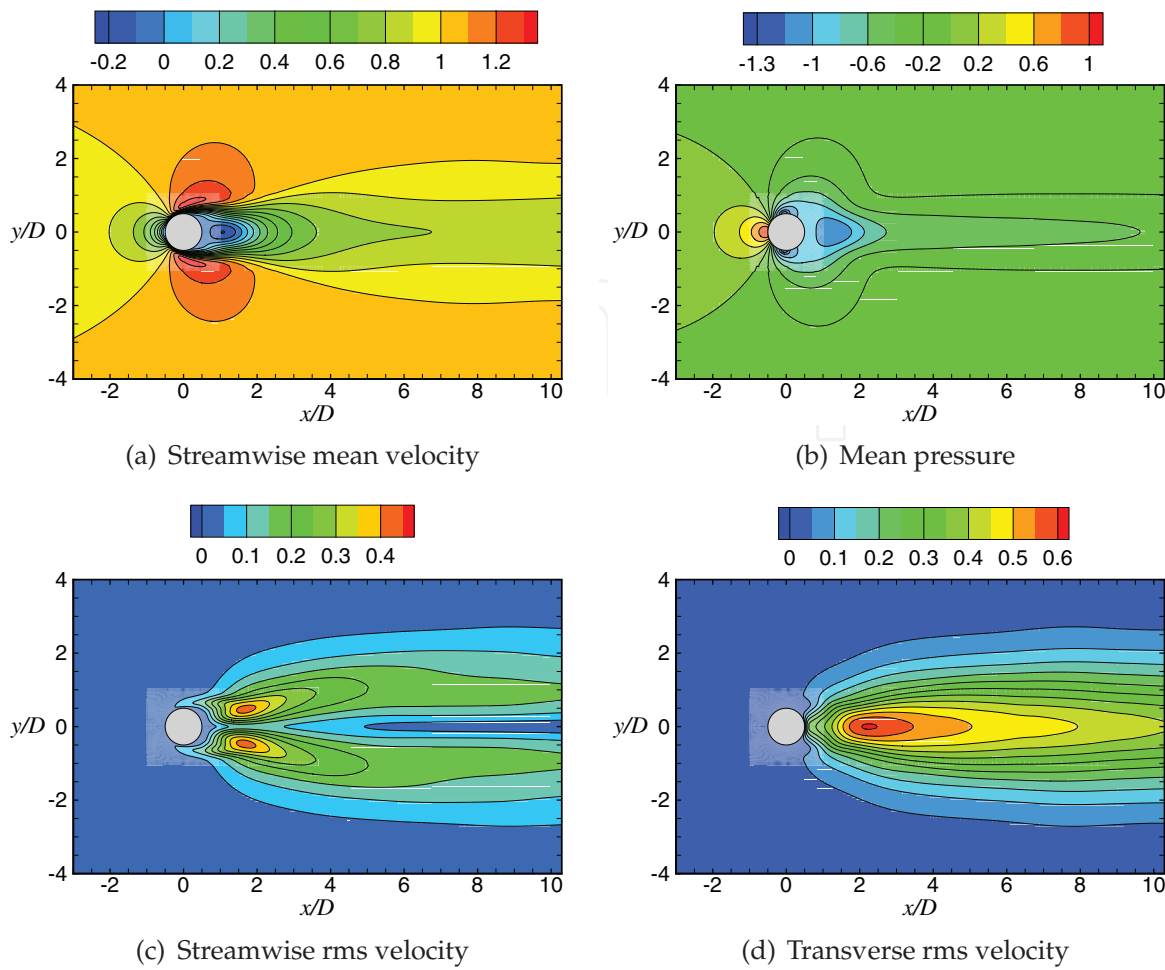 -0.2 0 0.2 0.4 0.6 0.8 1 1.2
4
2
y/D 0
-2
-4
-2 0 2 4 6 8 10
x/D
(a) Streamwise mean velocity
-1.3 -1 -0.6 -0.2 0.2 0.6 1
4
2
y/D 0
-2
-4
-2 0 2 4 6 8 10
x/D
(b) Mean pressure
0 0.1 0.2 0.3 0.4
4
2
y/D 0
-2
-4
-2 0 2 4 6 8 10
x/D
(c) Streamwise rms velocity
0 0.1 0.2 0.3 0.4 0.5 0.6
4
2
y/D 0
-2
-4
-2 0 2 4 6 8 10
x/D
(d) Transverse rms velocity